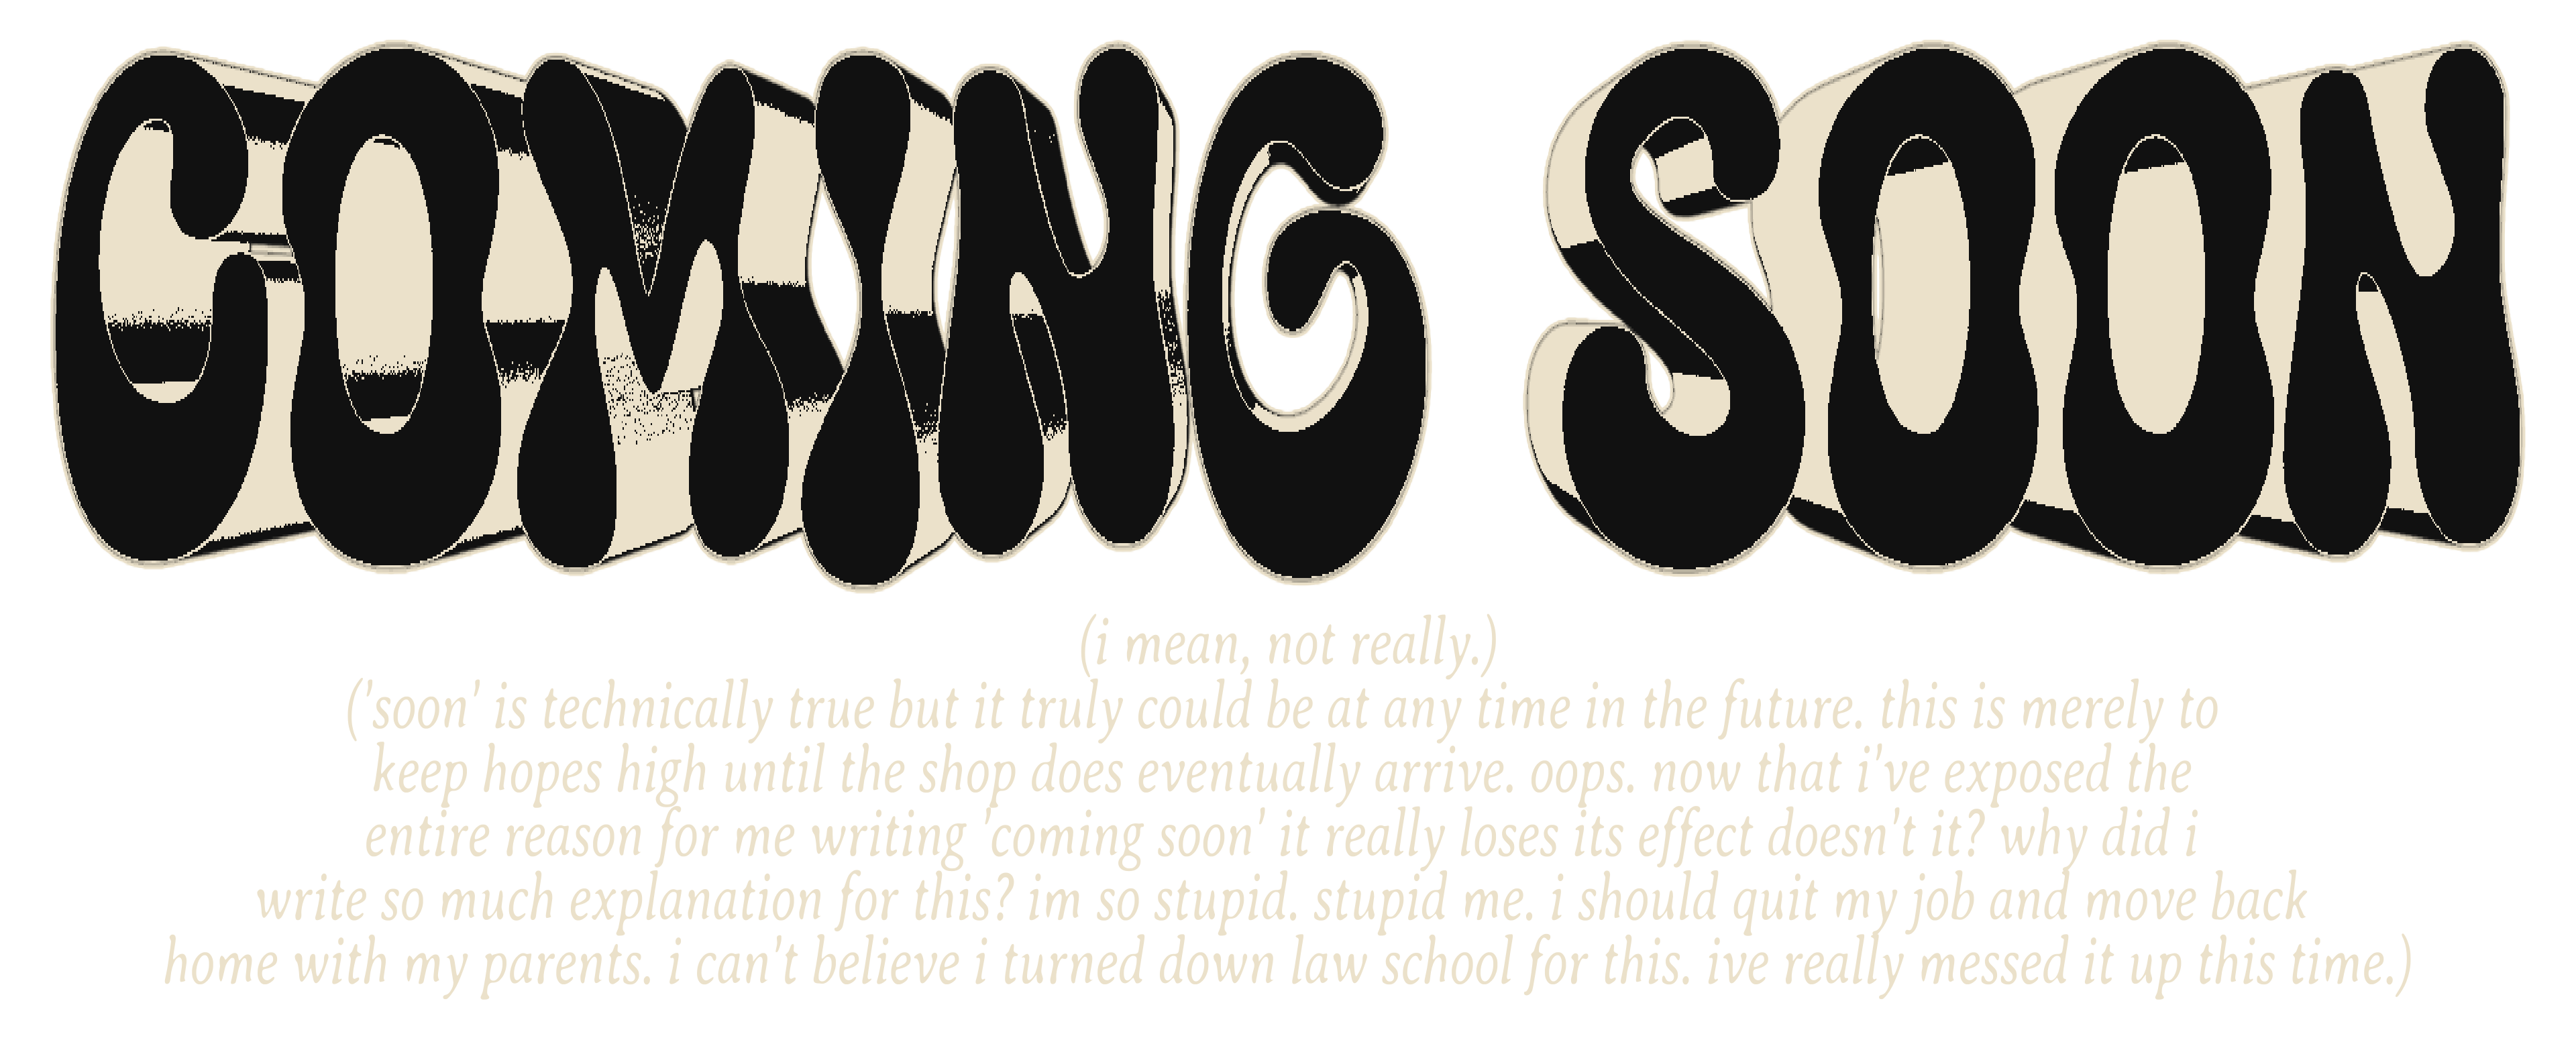 COMING SOON
(i mean, not really.)
('soon' is technically true but it truly could be at any time in the future. this is merely to
keep hopes high until the shop does eventually arrive. oops. now that i've exposed the
entire reason for me writing 'coming soon' it really loses its effect doesn't it? why did i
write so much explanation for this? im so stupid. stupid me. i should quit my job and move back
home with my parents. i can't believe i turned down law school for this. ive really messed it up this time.)